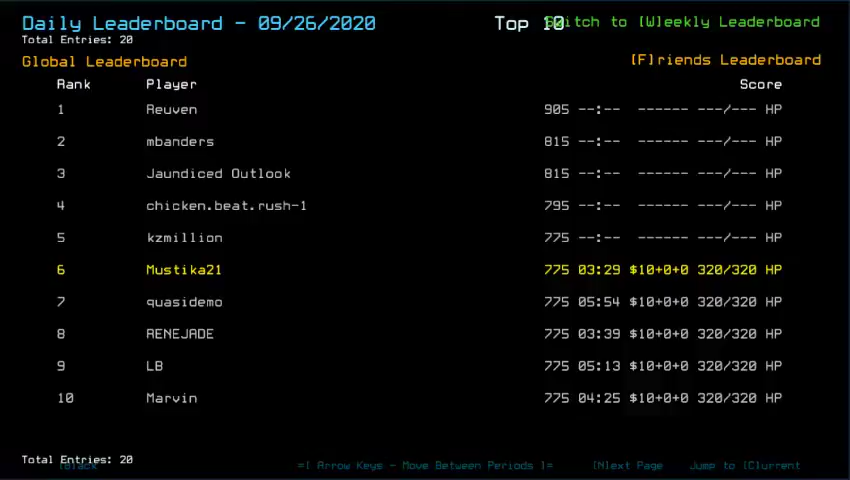 Daily Leaderboard - 09/26/2020 Top 10 Switch to [W]eekly Leaderboard
Total Entries: 20
Global Leaderboard [F]riends Leaderboard
Rank Player Score
1 Reuven 905 --:-- ------ ---/--- HP
2 mbanders 815 --:-- ------ ---/--- HP
3 Jaundiced Outlook 815 --:-- ------ ---/--- HP
4 chicken.beat.rush-1 795 --:-- ------ ---/--- HP
5 kzmillion 775 --:-- ------ ---/--- HP
6 Mustika21 775 03:29 $10+0+0 320/320 HP
7 quasidemo 775 05:54 $10+0+0 320/320 HP
8 RENEJADE 775 03:39 $10+0+0 320/320 HP
9 LB 775 05:13 $10+0+0 320/320 HP
10 Marvin 775 04:25 $10+0+0 320/320 HP
Total Entries: 20
[B]ack =[ Arrow Keys - Move Between Periods ]= [N]ext Page Jump to [C]urrent